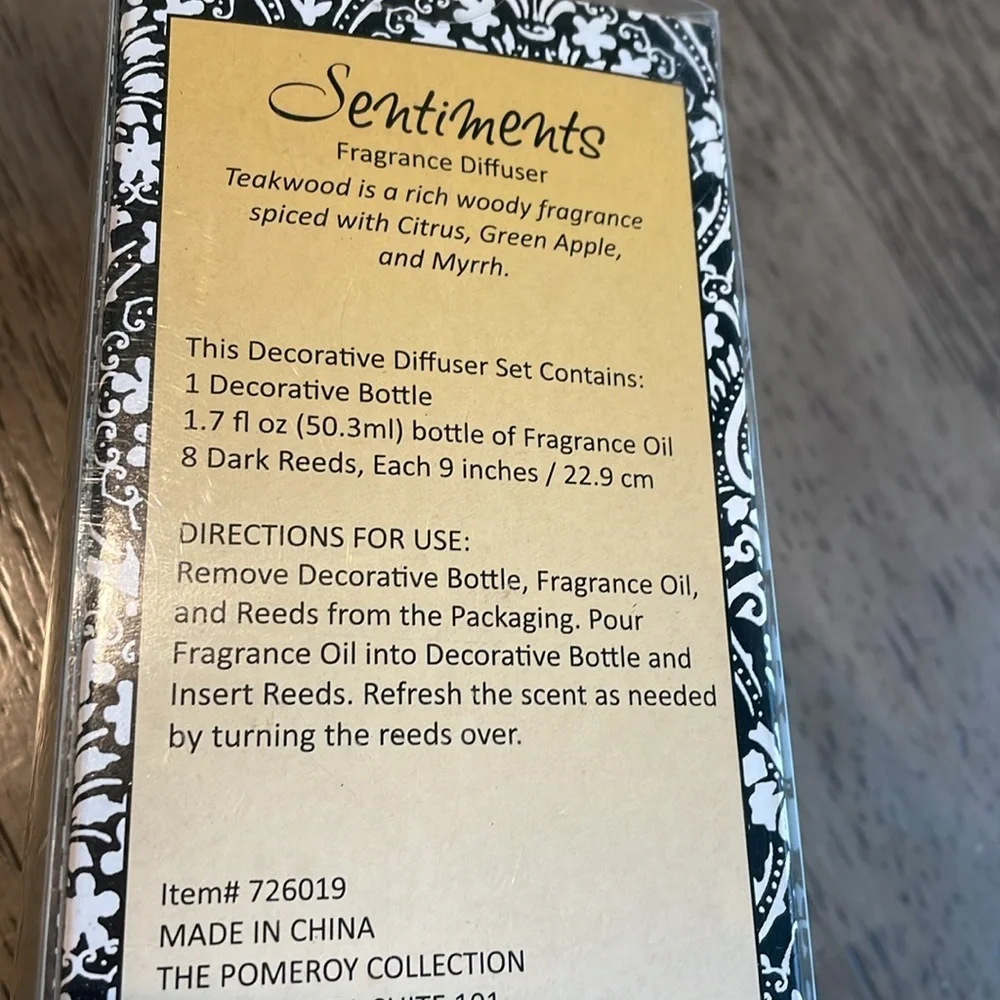 Sentiments
Fragrance Diffuser
Teakwood is a rich woody fragrance
spiced with Citrus, Green Apple,
and Myrrh.
This Decorative Diffuser Set Contains:
1 Decorative Bottle
1.7 fl oz (50.3ml) bottle of Fragrance Oil
8 Dark Reeds, Each 9 inches / 22.9 cm
DIRECTIONS FOR USE:
Remove Decorative Bottle, Fragrance Oil,
and Reeds from the Packaging. Pour
Fragrance Oil into Decorative Bottle and
Insert Reeds. Refresh the scent as needed
by turning the reeds over.
Item# 726019
MADE IN CHINA
THE POMEROY COLLECTION
SUITE 101